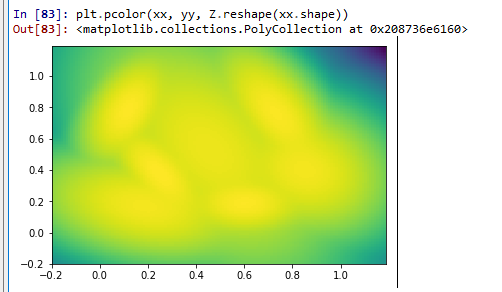 In [83]: plt.pcolor(xx, yy, Z.reshape(xx.shape))
Out[83]: <matplotlib.collections.PolyCollection at 0x208736e6160>
1.0
0.8
0.6
0.4
0.2
0.0
−0.2
−0.2 0.0 0.2 0.4 0.6 0.8 1.0